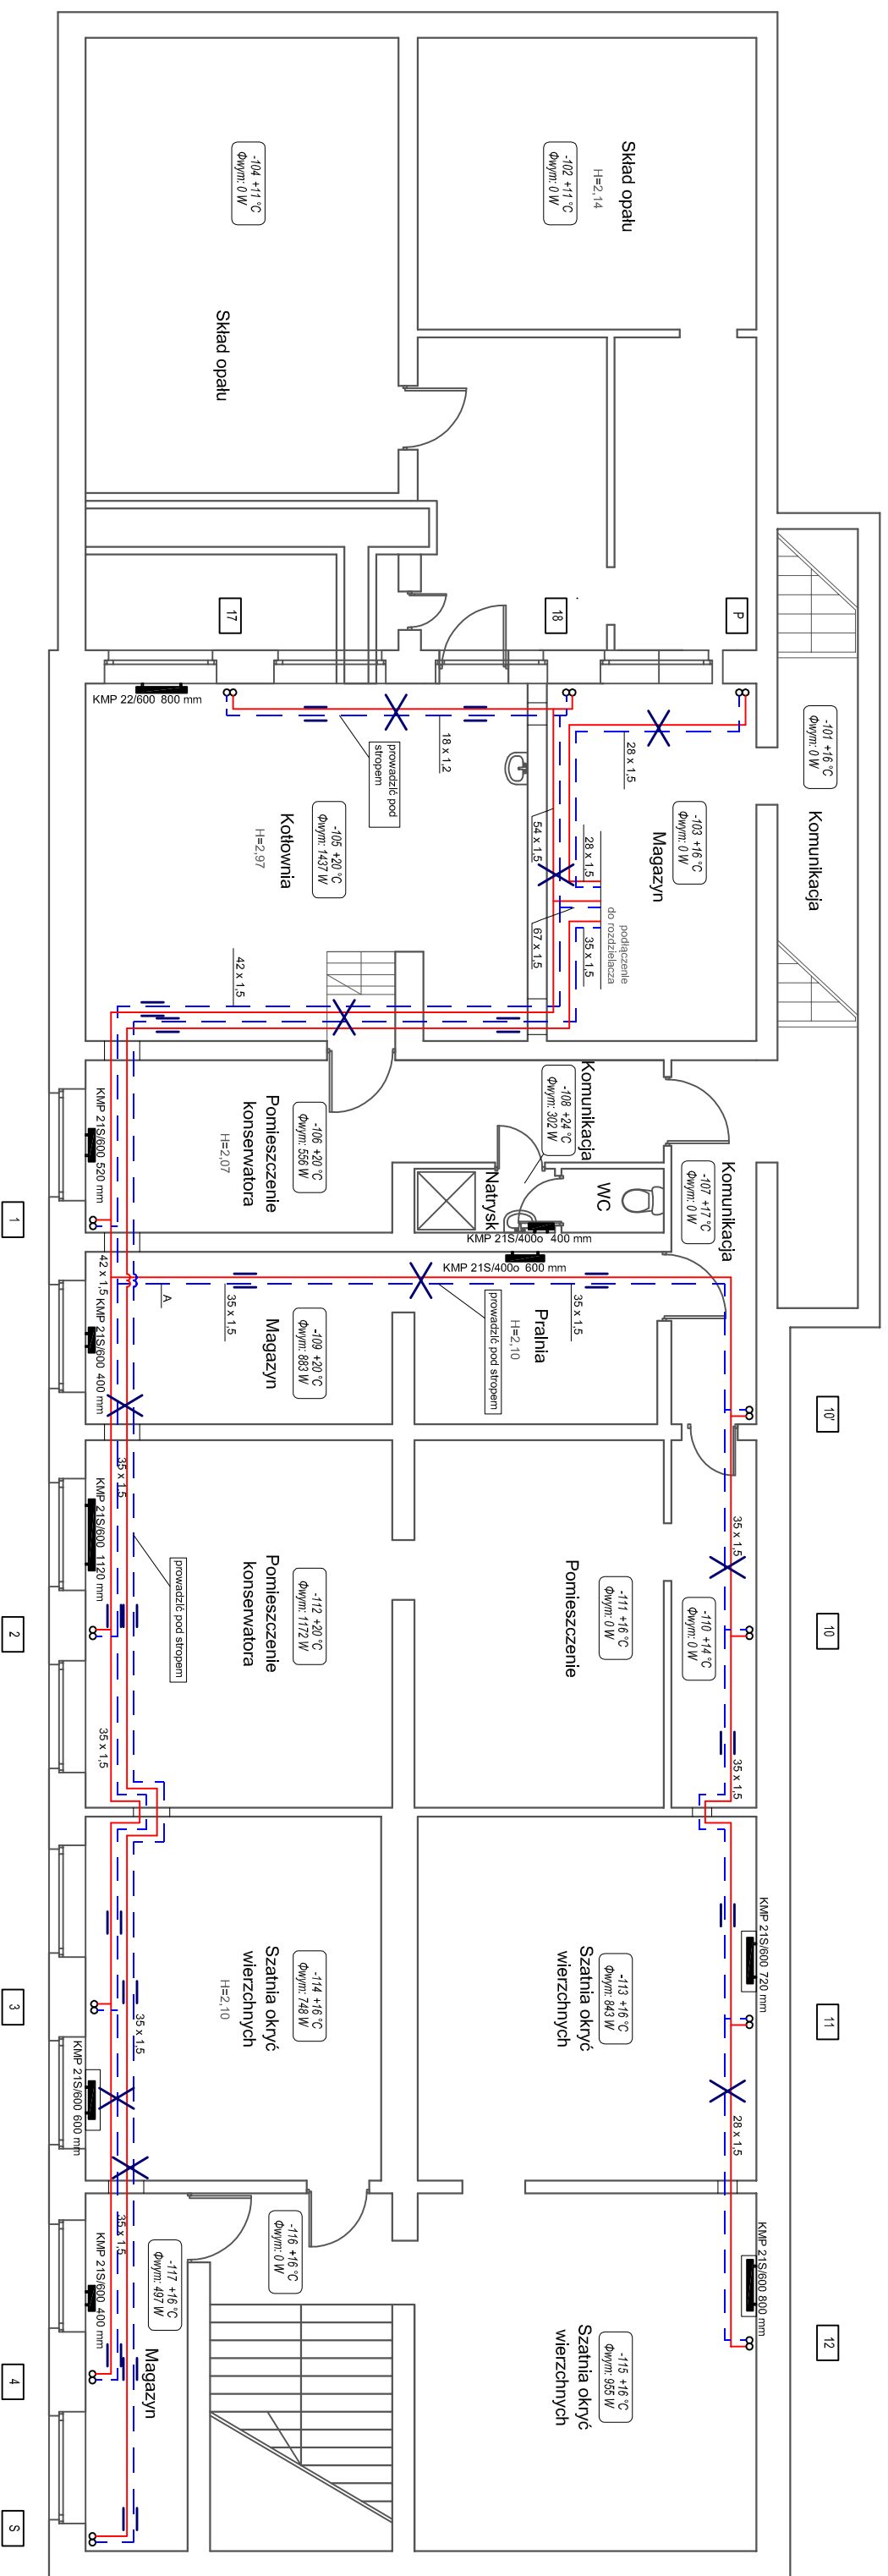 -104 +11 °C
Φwym: 0 W
Skład opału
-102 +11 °C
Φwym: 0 W
H=2,14
Skład opału
17
18
P
KMP 22/600 800 mm
-101 +16 °C
Φwym: 0 W
Komunikacja
18 x 1,2
prowadzić pod
stropem
28 x 1,5
-103 +16 °C
Φwym: 0 W
Magazyn
-105 +20 °C
Φwym: 1437 W
Kotłownia
H=2,97
54 x 1,5
28 x 1,5
67 x 1,5
35 x 1,5
podłączenie
do rozdzielacza
42 x 1,5
KMP 21S/600 520 mm
Pomieszczenie
konserwatora
-106 +20 °C
Φwym: 556 W
H=2,07
Komunikacja
-108 +24 °C
Φwym: 302 W
Natrysk
WC
KMP 21S/400o 400 mm
KMP 21S/400o 600 mm
Komunikacja
-107 +17 °C
Φwym: 0 W
1
42 x 1,5
KMP 21S/600 400 mm
A
35 x 1,5
Magazyn
-109 +20 °C
Φwym: 883 W
prowadzić pod stropem
H=2,10
Pralnia
35 x 1,5
10'
35 x 1,5
KMP 21S/600 1120 mm
prowadzić pod stropem
Pomieszczenie
konserwatora
-112 +20 °C
Φwym: 1172 W
Pomieszczenie
-111 +16 °C
Φwym: 0 W
-110 +14 °C
Φwym: 0 W
35 x 1,5
10
2
35 x 1,5
35 x 1,5
Szatnia okryć
wierzchnych
-114 +16 °C
Φwym: 748 W
H=2,10
Szatnia okryć
wierzchnych
-113 +16 °C
Φwym: 843 W
KMP 21S/600 720 mm
11
3
35 x 1,5
KMP 21S/600 600 mm
28 x 1,5
35 x 1,5
KMP 21S/600 400 mm
-117 +16 °C
Φwym: 497 W
Magazyn
-116 +16 °C
Φwym: 0 W
Szatnia okryć
wierzchnych
-115 +16 °C
Φwym: 955 W
KMP 21S/600 800 mm
12
4
S